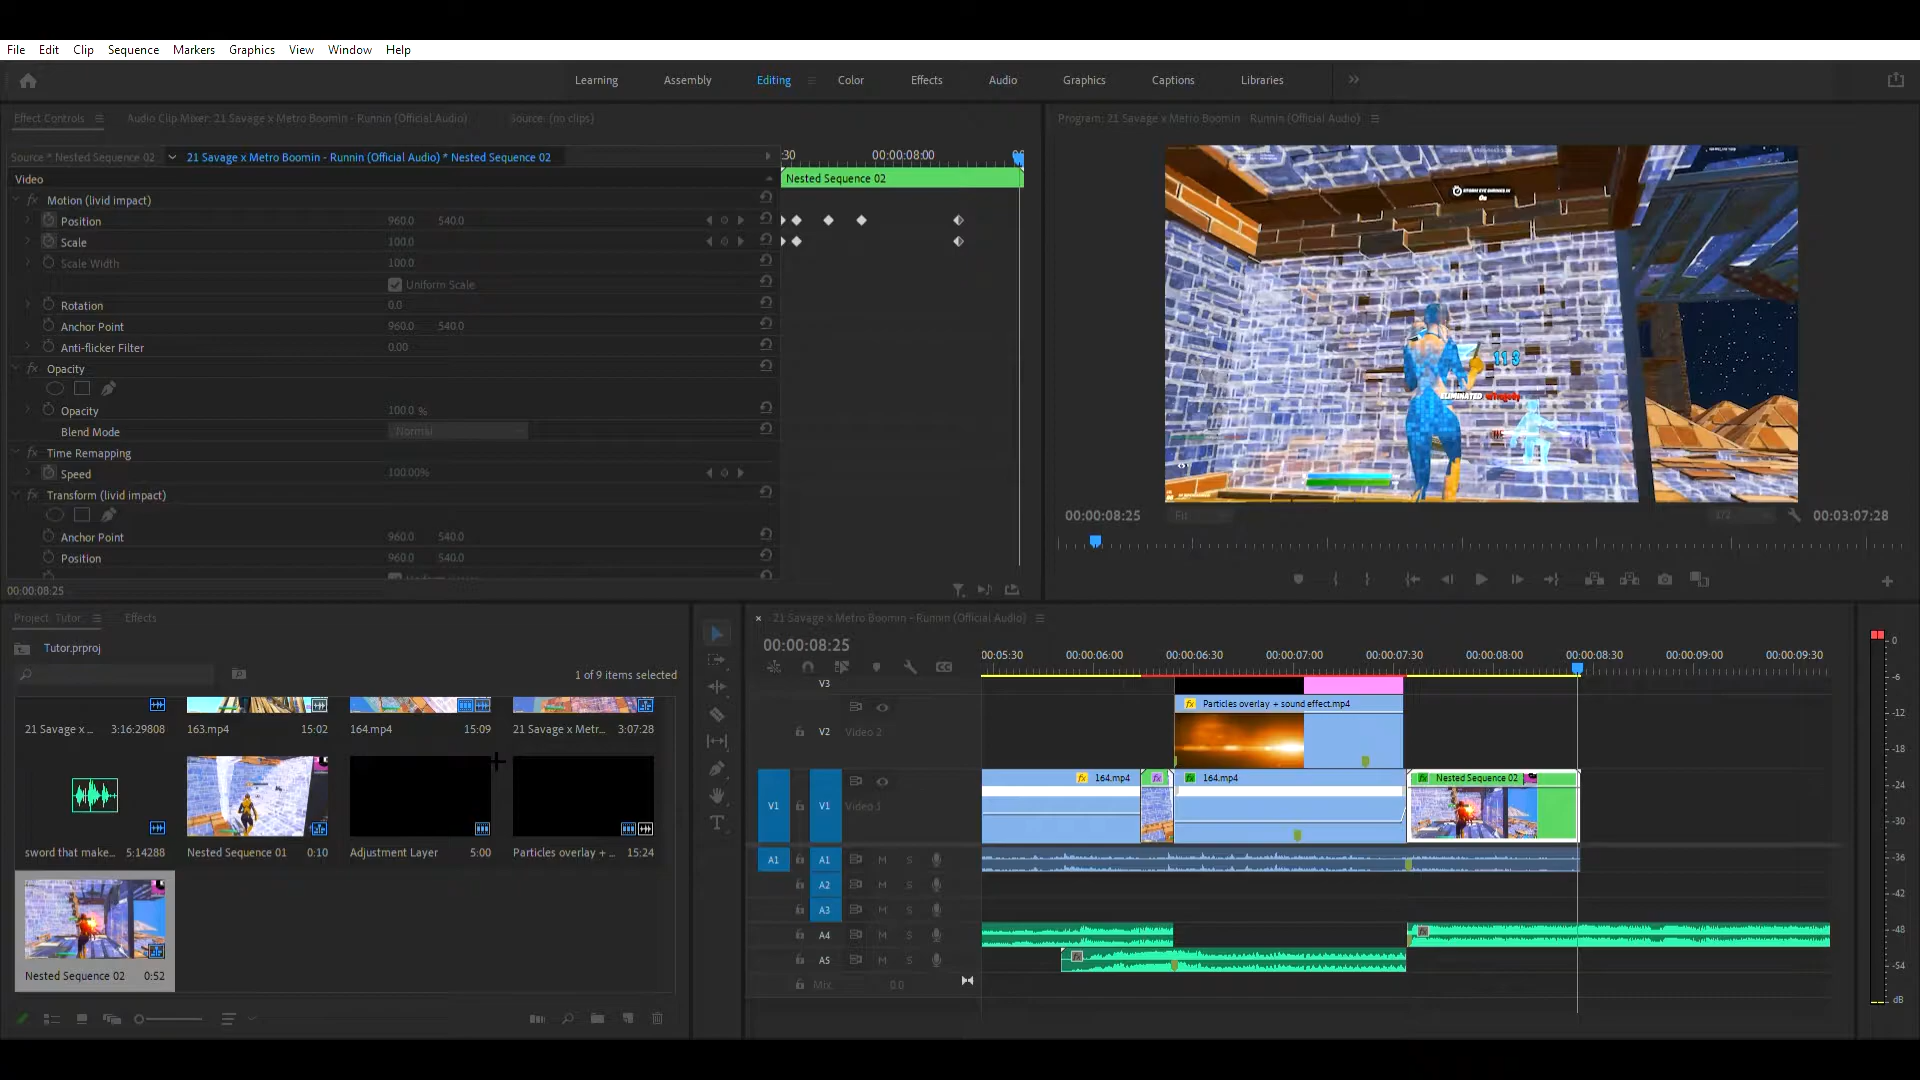 File Edit Clip Sequence Markers Graphics View Window Help
Learning Assembly Editing Color Effects Audio Graphics Captions Libraries
Effect Controls Audio Clip Mixer: 21 Savage x Metro Boomin - Runnin (Official Audio) Source: (no clips)
Program: 21 Savage x Metro Boomin - Runnin (Official Audio)
Source * Nested Sequence 02 21 Savage x Metro Boomin - Runnin (Official Audio) * Nested Sequence 02
:30 00:00:08:00
Video
Nested Sequence 02
Motion (livid impact)
Position 960.0 540.0
Scale 100.0
Scale Width 100.0
Uniform Scale
Rotation 0.0
Anchor Point 960.0 540.0
Anti-flicker Filter 0.00
Opacity
Opacity 100.0 %
Blend Mode Normal
Time Remapping
Speed 100.00%
Transform (livid impact)
Anchor Point 960.0 540.0
Position 960.0 540.0
00:00:08:25
113
ELIMINATED
00:00:08:25 Fit 1/2 00:03:07:28
Project: Tutor Effects
Tutor.prproj
1 of 9 items selected
21 Savage x ... 3:16:29808
163.mp4 15:02
164.mp4 15:09
21 Savage x Metr... 3:07:28
sword that make... 5:14288
Nested Sequence 01 0:10
Adjustment Layer 5:00
Particles overlay + ... 15:24
Nested Sequence 02 0:52
× 21 Savage x Metro Boomin - Runnin (Official Audio)
00:00:08:25
00:05:30 00:00:06:00 00:00:06:30 00:00:07:00 00:00:07:30 00:00:08:00 00:00:08:30 00:00:09:00 00:00:09:30
V3
fx Particles overlay + sound effect.mp4
V2 Video 2
fx 164.mp4 fx fx 164.mp4 fx Nested Sequence 02
V1 V1 Video 1
A1 A1 M S
A2 M S
A3 M S
A4 M S
A5 M S
Mix 0.0
0
-6
-12
-18
-24
-30
-36
-42
-48
-54
dB